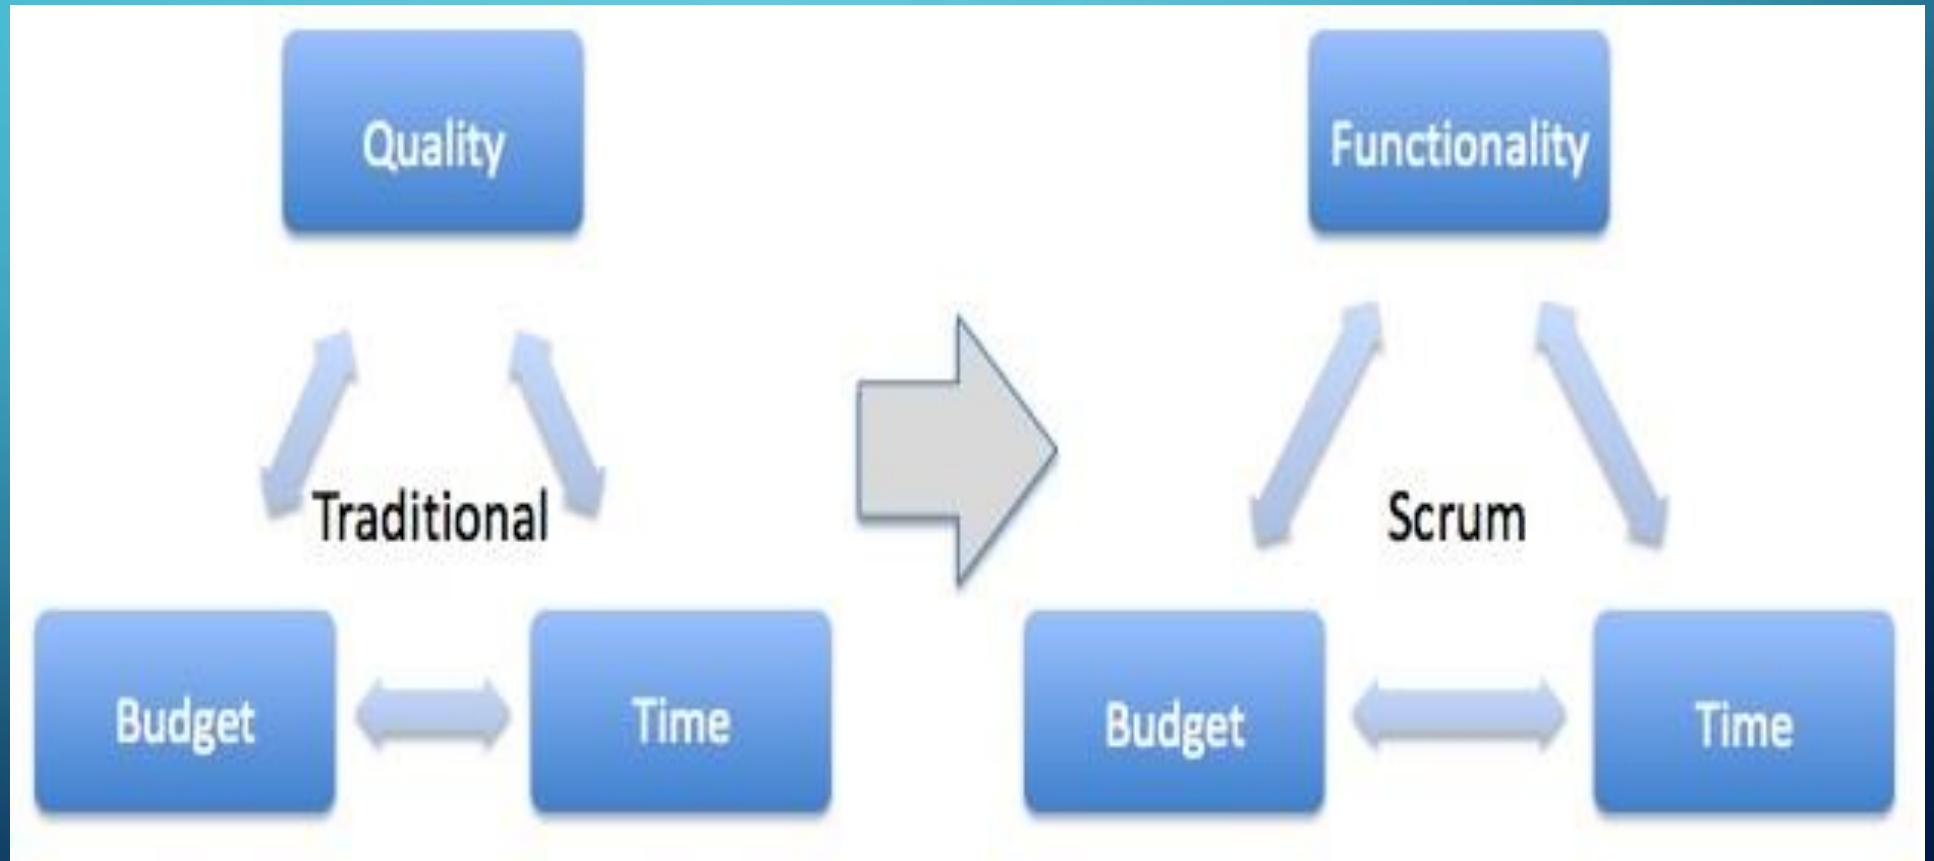 Quality
Traditional
Budget
Time
Functionality
Scrum
Budget
Time